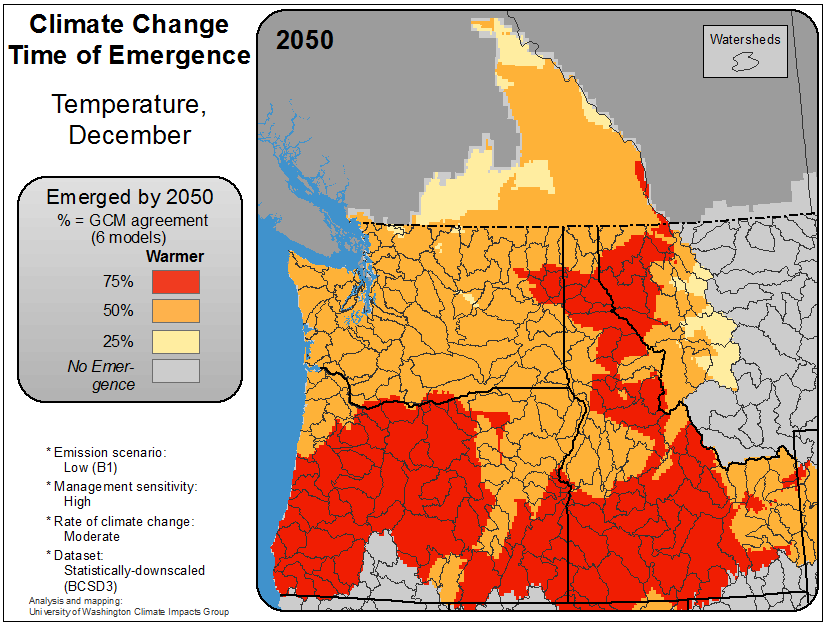 Climate Change
Time of Emergence
Temperature,
December
Emerged by 2050
% = GCM agreement
(6 models)
Warmer
75%
50%
25%
No Emer-
gence
* Emission scenario:
Low (B1)
* Management sensitivity:
High
* Rate of climate change:
Moderate
* Dataset:
Statistically-downscaled
(BCSD3)
Analysis and mapping:
University of Washington Climate Impacts Group
2050
Watersheds